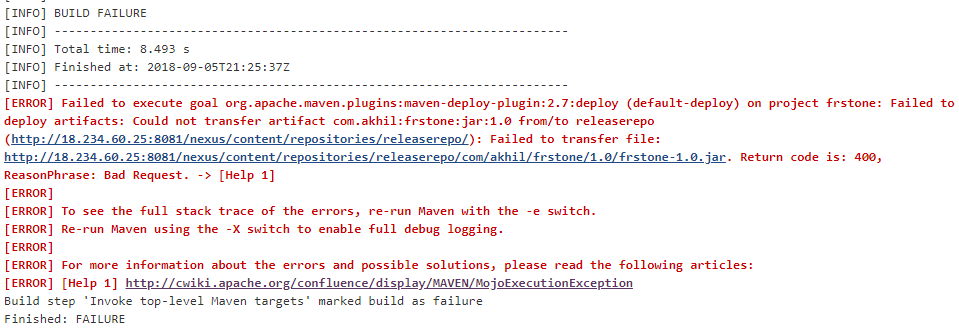 [INFO] BUILD FAILURE
[INFO] ------------------------------------------------------------------------
[INFO] Total time: 8.493 s
[INFO] Finished at: 2018-09-05T21:25:37Z
[INFO] ------------------------------------------------------------------------
[ERROR] Failed to execute goal org.apache.maven.plugins:maven-deploy-plugin:2.7:deploy (default-deploy) on project frstone: Failed to
deploy artifacts: Could not transfer artifact com.akhil:frstone:jar:1.0 from/to releaserepo
(http://18.234.60.25:8081/nexus/content/repositories/releaserepo/): Failed to transfer file:
http://18.234.60.25:8081/nexus/content/repositories/releaserepo/com/akhil/frstone/1.0/frstone-1.0.jar. Return code is: 400,
ReasonPhrase: Bad Request. -> [Help 1]
[ERROR]
[ERROR] To see the full stack trace of the errors, re-run Maven with the -e switch.
[ERROR] Re-run Maven using the -X switch to enable full debug logging.
[ERROR]
[ERROR] For more information about the errors and possible solutions, please read the following articles:
[ERROR] [Help 1] http://cwiki.apache.org/confluence/display/MAVEN/MojoExecutionException
Build step 'Invoke top-level Maven targets' marked build as failure
Finished: FAILURE